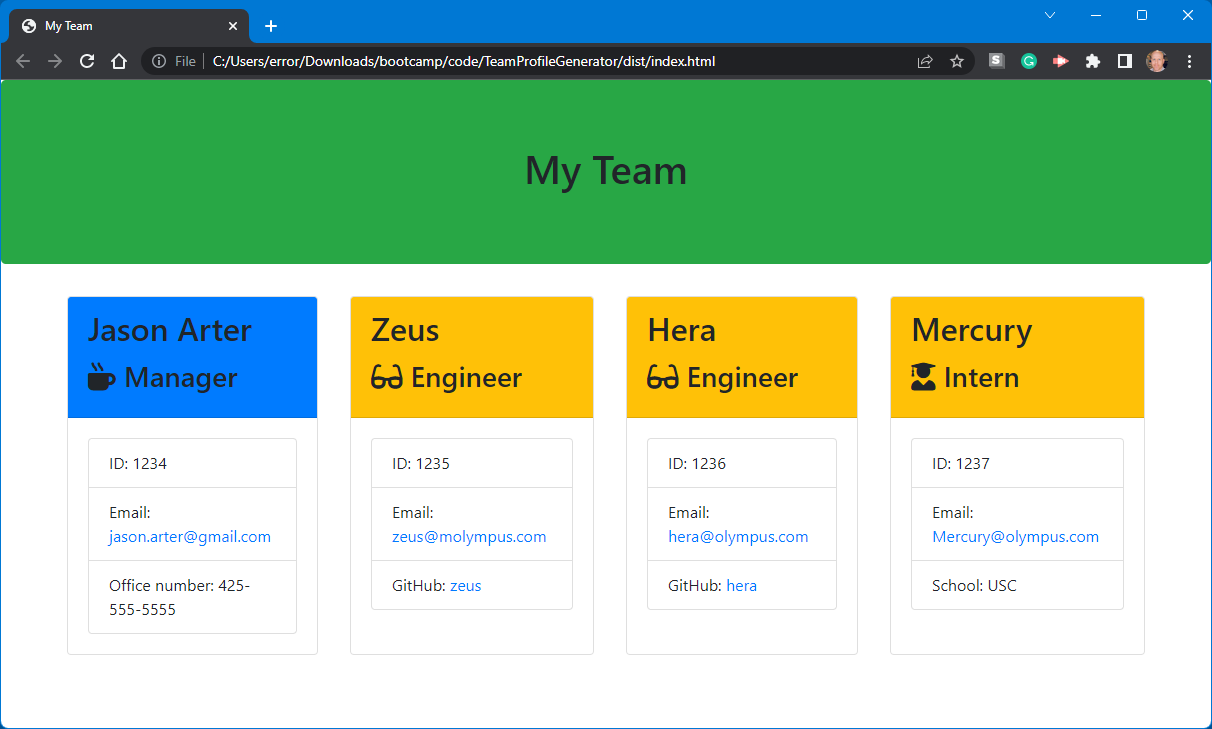 My Team
File
C:/Users/error/Downloads/bootcamp/code/TeamProfileGenerator/dist/index.html
S
G
My Team
Jason Arter
Manager
ID: 1234
Email:
jason.arter@gmail.com
Office number: 425-
555-5555
Zeus
Engineer
ID: 1235
Email:
zeus@molympus.com
GitHub: zeus
Hera
Engineer
ID: 1236
Email:
hera@olympus.com
GitHub: hera
Mercury
Intern
ID: 1237
Email:
Mercury@olympus.com
School: USC